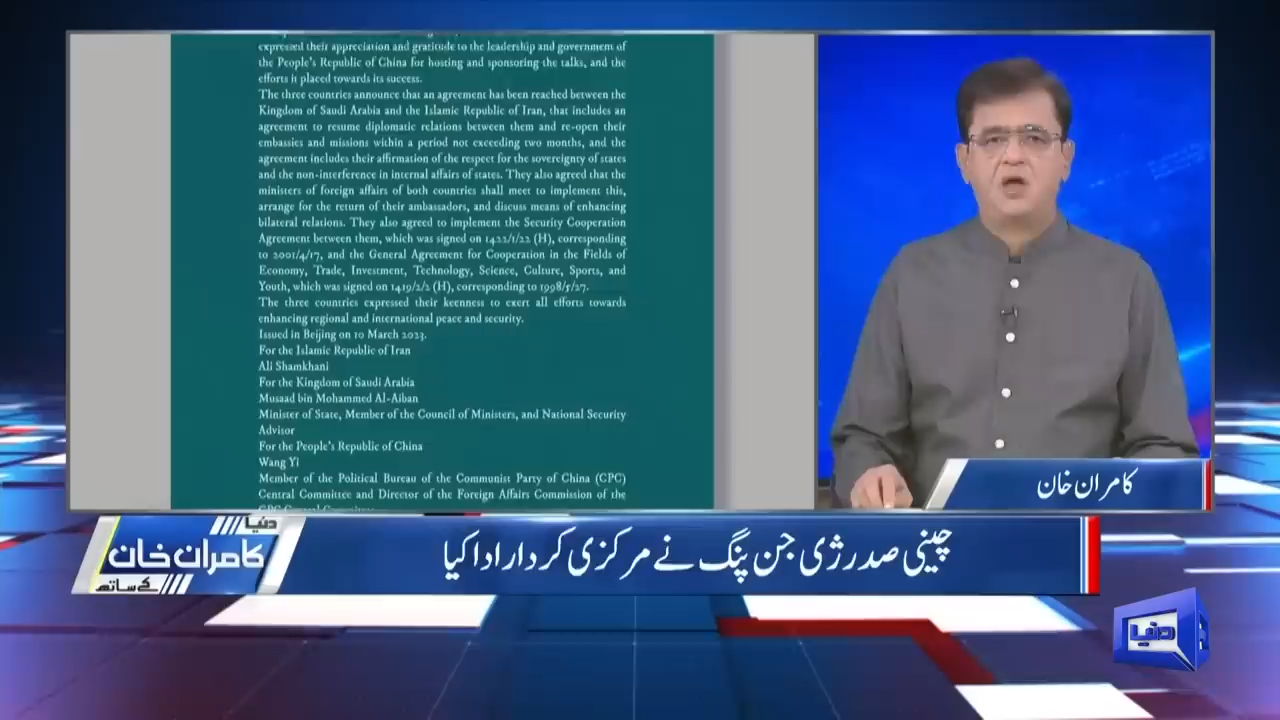 expressed their appreciation and gratitude to the leadership and government of
the People's Republic of China for hosting and sponsoring the talks, and the
efforts it placed towards its success.
The three countries announce that an agreement has been reached between the
Kingdom of Saudi Arabia and the Islamic Republic of Iran, that includes an
agreement to resume diplomatic relations between them and re-open their
embassies and missions within a period not exceeding two months, and the
agreement includes their affirmation of the respect for the sovereignty of states
and the non-interference in internal affairs of states. They also agreed that the
ministers of foreign affairs of both countries shall meet to implement this,
arrange for the return of their ambassadors, and discuss means of enhancing
bilateral relations. They also agreed to implement the Security Cooperation
Agreement between them, which was signed on 1422/1/22 (H), corresponding
to 2001/4/17, and the General Agreement for Cooperation in the Fields of
Economy, Trade, Investment, Technology, Science, Culture, Sports, and
Youth, which was signed on 1419/2/2 (H), corresponding to 1998/5/27.
The three countries expressed their keenness to exert all efforts towards
enhancing regional and international peace and security.
Issued in Beijing on 10 March 2023.
For the Islamic Republic of Iran
Ali Shamkhani
For the Kingdom of Saudi Arabia
Musaad bin Mohammed Al-Aiban
Minister of State, Member of the Council of Ministers, and National Security
Advisor
For the People's Republic of China
Wang Yi
Member of the Political Bureau of the Communist Party of China (CPC)
Central Committee and Director of the Foreign Affairs Commission of the
CPC Central Committee
کامران خان
دنیا
کامران خان
کے ساتھ
چینی صدر ژی جن پنگ نے مرکزی کردار ادا کیا
دنیا